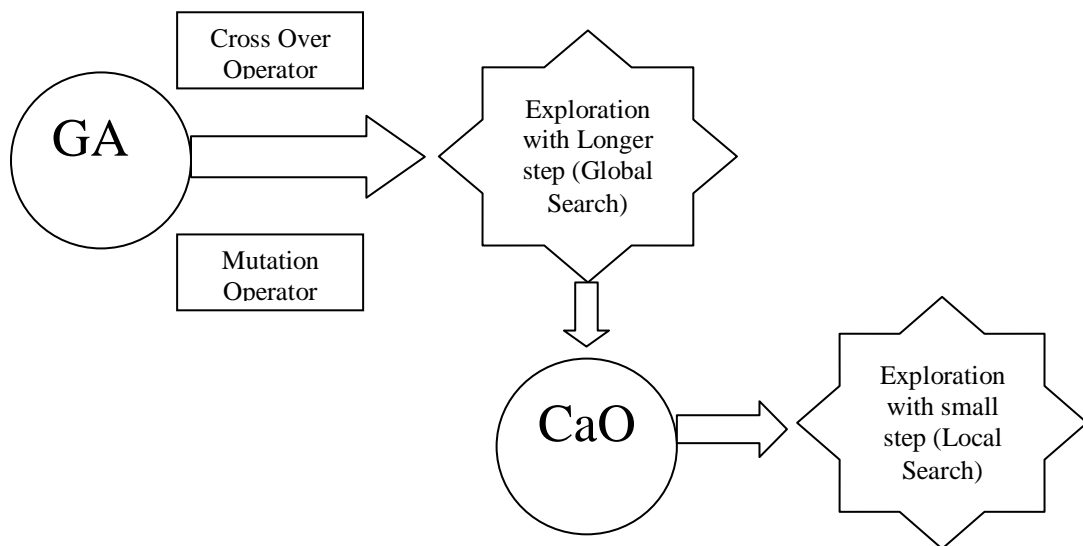 Cross Over
Operator
GA
Mutation
Operator
Exploration
with Longer
step (Global
Search)
CaO
Exploration
with small
step (Local
Search)